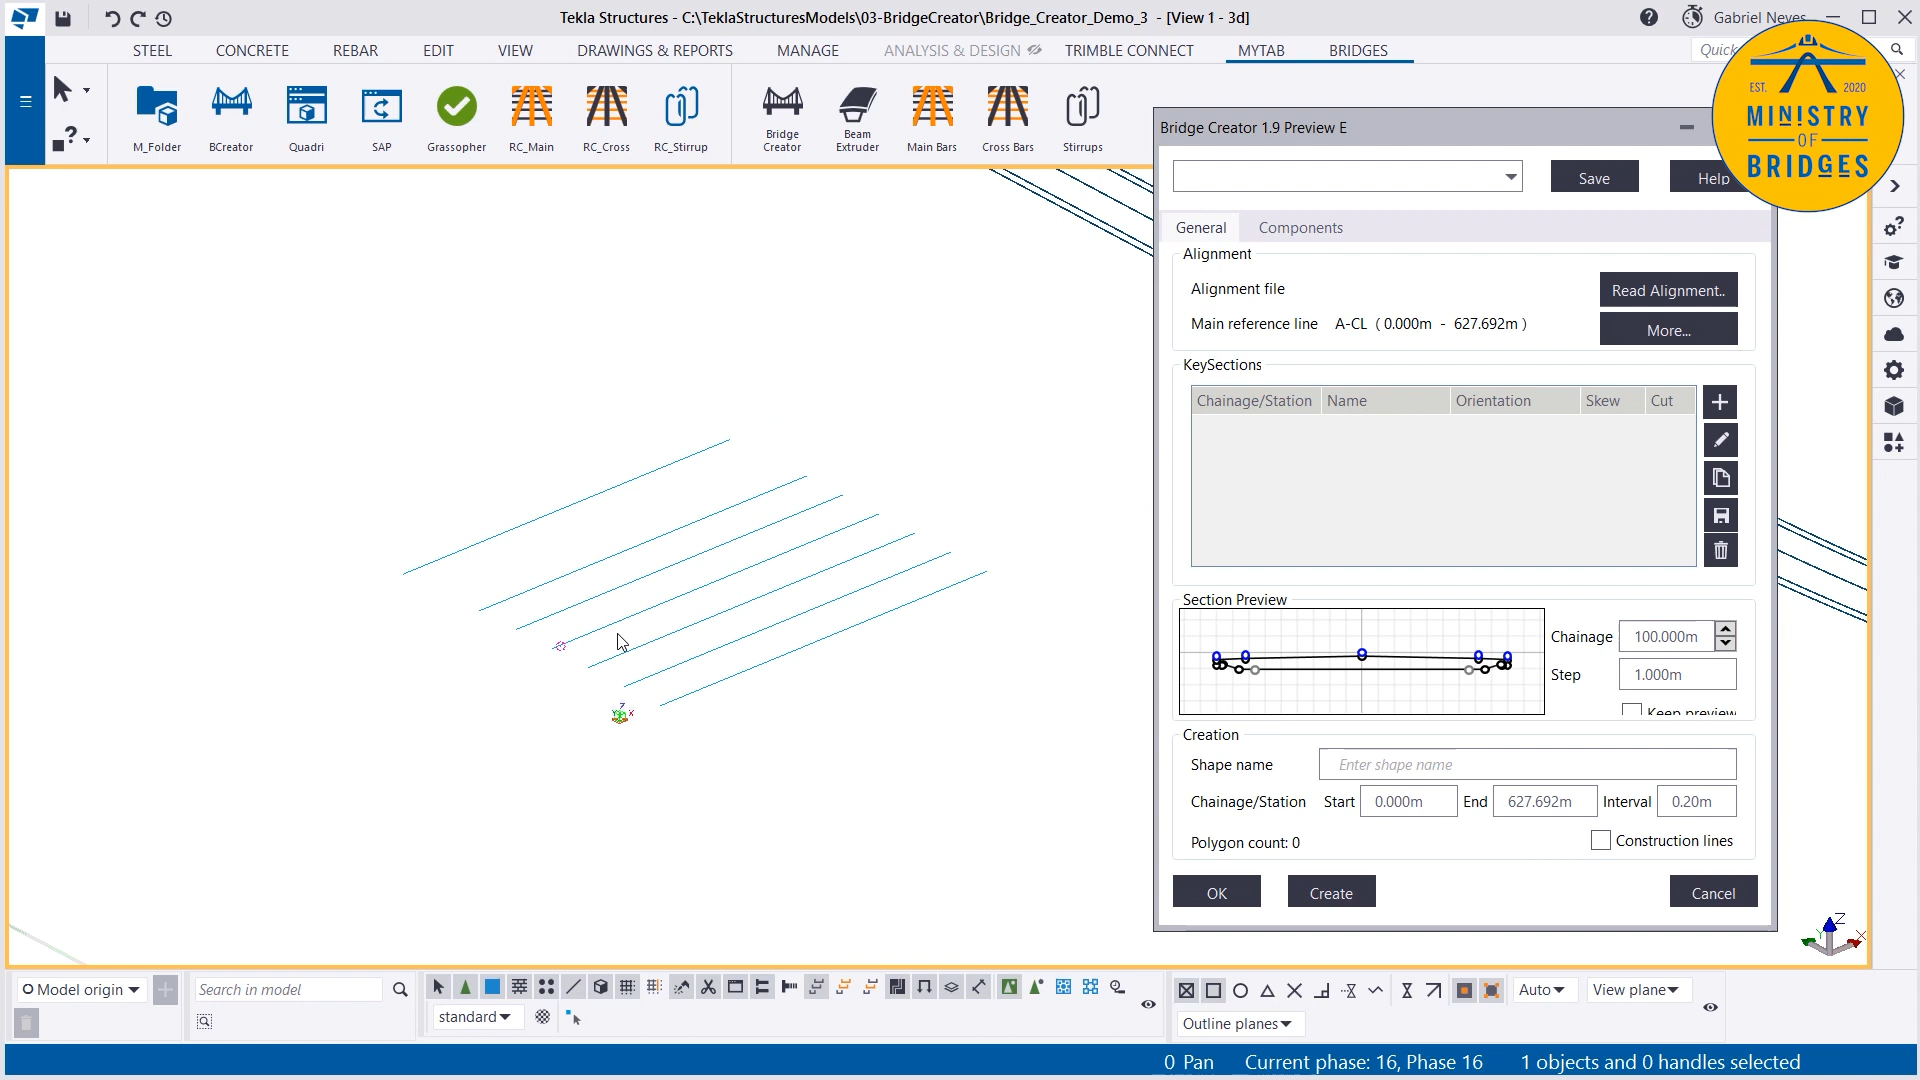 Tekla Structures - C:\TeklaStructuresModels\03-BridgeCreator\Bridge_Creator_Demo_3 - [View 1 - 3d]
Gabriel Neves
STEEL CONCRETE REBAR EDIT VIEW DRAWINGS & REPORTS MANAGE ANALYSIS & DESIGN TRIMBLE CONNECT MYTAB BRIDGES
Quick
M_Folder BCreator Quadri SAP Grassopher RC_Main RC_Cross RC_Stirrup Bridge Creator Beam Extruder Main Bars Cross Bars Stirrups
EST. 2020
MINISTRY
OF
BRIDGES
Bridge Creator 1.9 Preview E
Save Help
General Components
Alignment
Alignment file Read Alignment..
Main reference line A-CL ( 0.000m - 627.692m ) More...
KeySections
Chainage/Station Name Orientation Skew Cut
Section Preview
Chainage 100.000m
Step 1.000m
Keep preview
Creation
Shape name Enter shape name
Chainage/Station Start 0.000m End 627.692m Interval 0.20m
Polygon count: 0 Construction lines
OK Create Cancel
Z
X
Z
Y X
Model origin Search in model Auto View plane
standard Outline planes
0 Pan Current phase: 16, Phase 16 1 objects and 0 handles selected